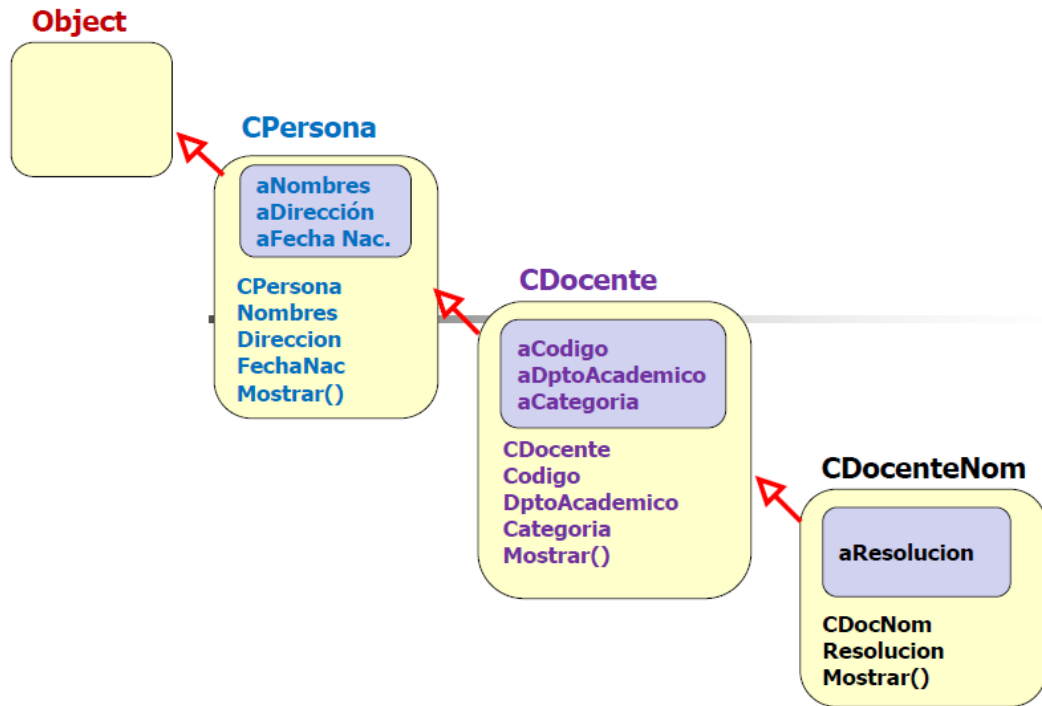 Object
CPersona
aNombres
aDirección
aFecha Nac.
CPersona
Nombres
Direccion
FechaNac
Mostrar()
CDocente
aCodigo
aDptoAcademico
aCategoria
CDocente
Codigo
DptoAcademico
Categoria
Mostrar()
CDocenteNom
aResolucion
CDocNom
Resolucion
Mostrar()